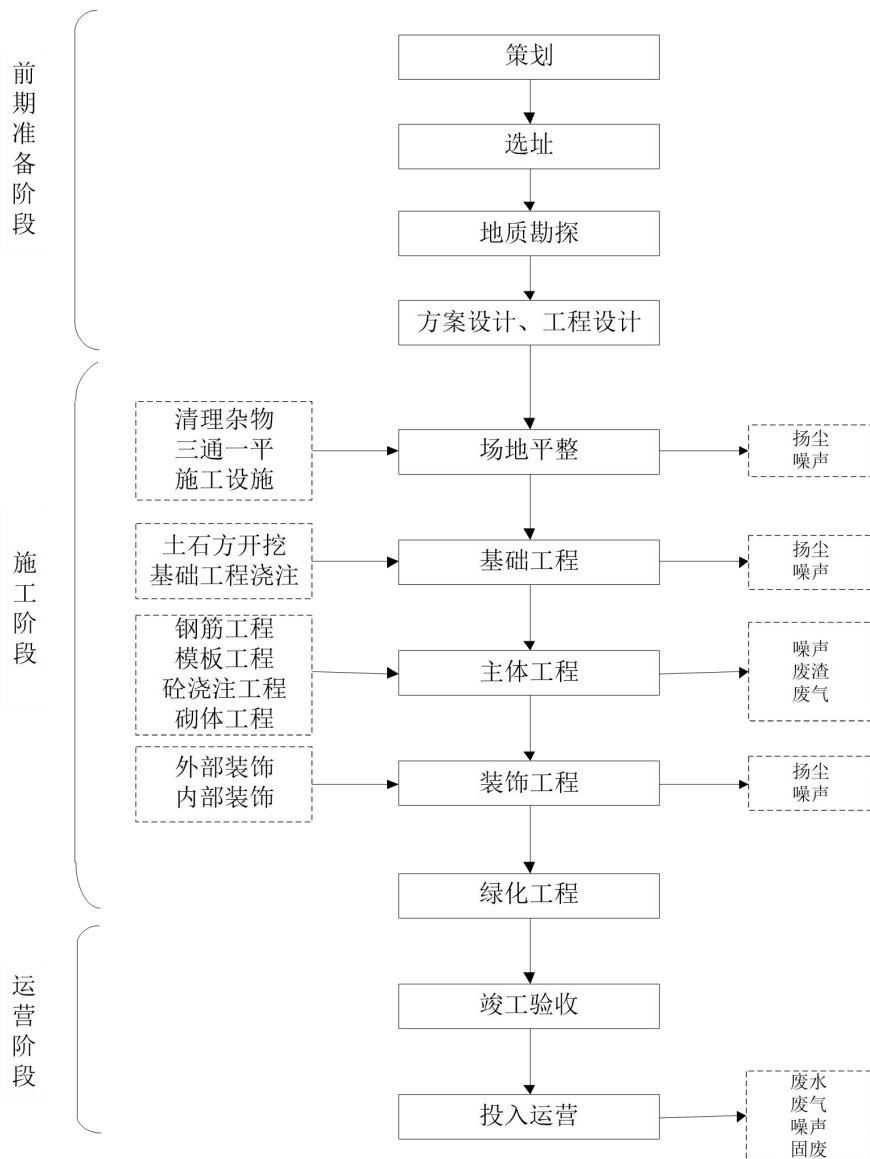 前期准备阶段
策划
选址
地质勘探
方案设计、工程设计
施工阶段
清理杂物
三通一平
施工设施
场地平整
扬尘
噪声
土石方开挖
基础工程浇注
基础工程
扬尘
噪声
钢筋工程
模板工程
砼浇注工程
砌体工程
主体工程
噪声
废渣
废气
外部装饰
内部装饰
装饰工程
扬尘
噪声
绿化工程
运营阶段
竣工验收
投入运营
废水
废气
噪声
固废